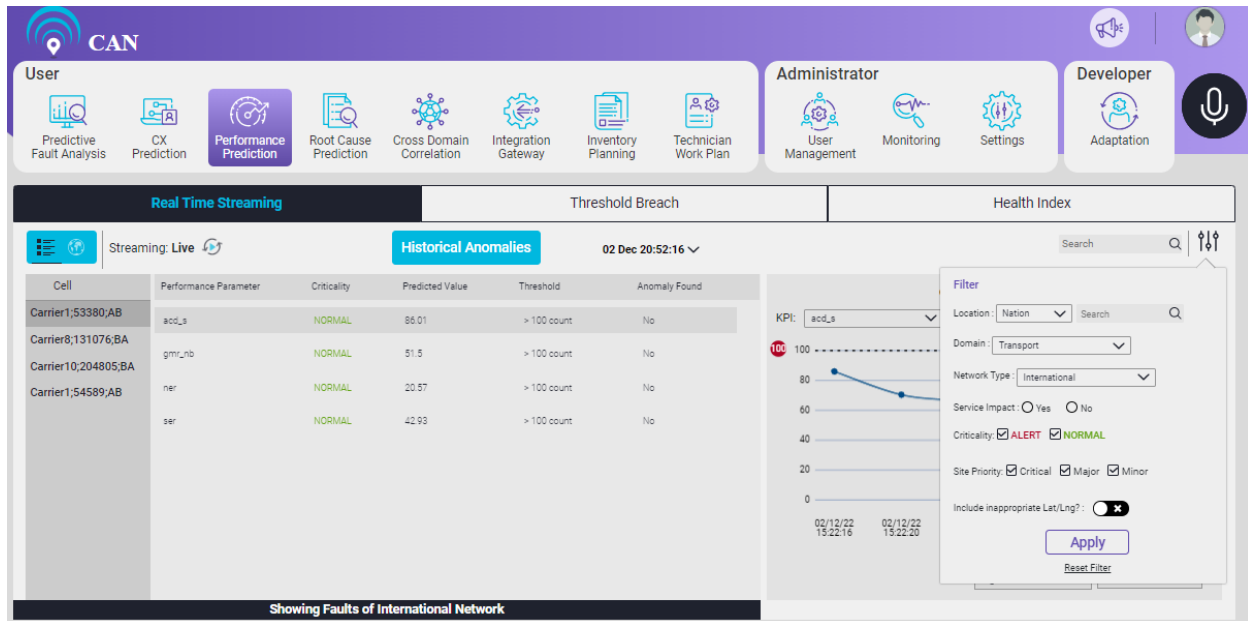 CAN
User
Administrator
Developer
Predictive
Fault Analysis
CX
Prediction
Performance
Prediction
Root Cause
Prediction
Cross Domain
Correlation
Integration
Gateway
Inventory
Planning
Technician
Work Plan
User
Management
Monitoring
Settings
Adaptation
Real Time Streaming
Threshold Breach
Health Index
Streaming: Live
Historical Anomalies
02 Dec 20:52:16
Search
Cell
Carrier1;53380;AB
Carrier8;131076;BA
Carrier10;204805;BA
Carrier1;54589;AB
Performance Parameter Criticality Predicted Value Threshold Anomaly Found
acd_s NORMAL 86.01 > 100 count No
gmr_nb NORMAL 51.5 > 100 count No
ner NORMAL 20.57 > 100 count No
ser NORMAL 42.93 > 100 count No
KPI: acd_s
100 100
80
60
40
20
0
02/12/22 02/12/22
15:22:16 15:22:20
Filter
Location : Nation Search
Domain : Transport
Network Type : International
Service Impact : Yes No
Criticality: ALERT NORMAL
Site Priority: Critical Major Minor
Include inappropriate Lat/Lng? :
Apply
Reset Filter
Showing Faults of International Network